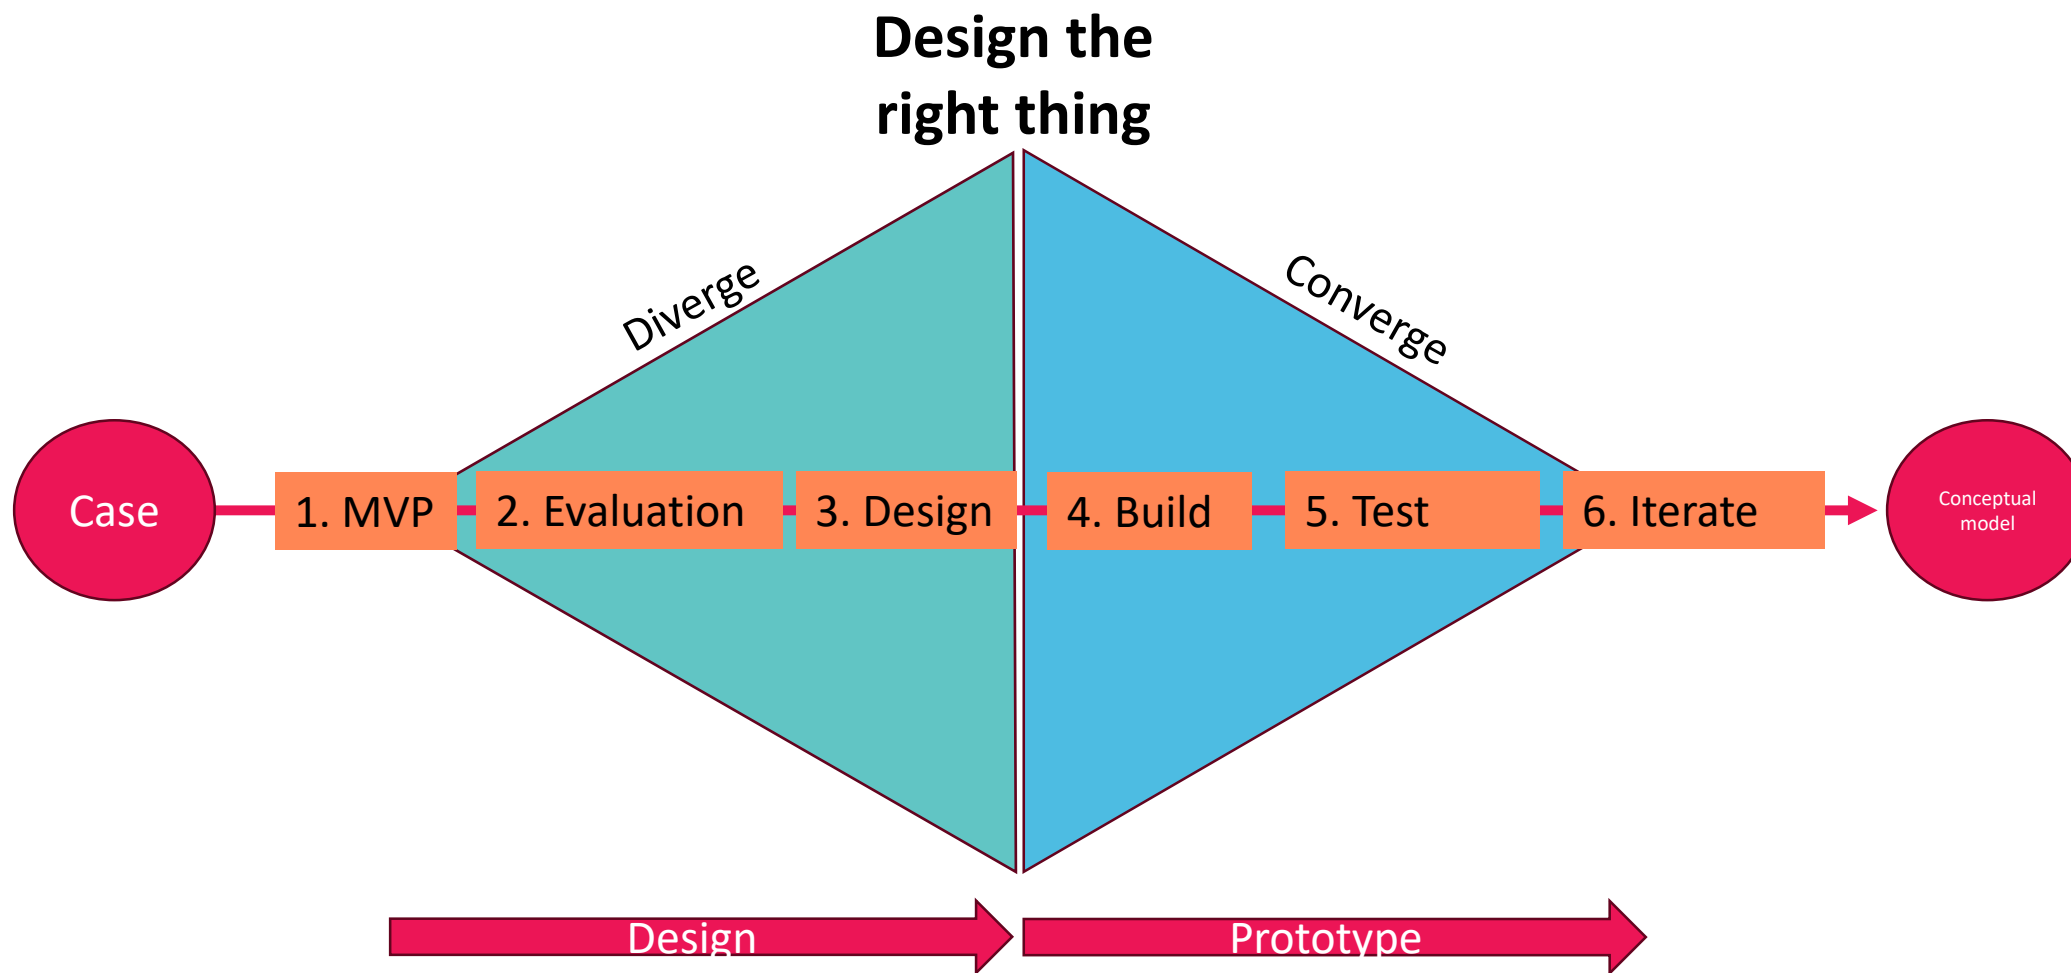 Design the
right thing
Diverge
Converge
Case
1. MVP
2. Evaluation
3. Design
4. Build
5. Test
6. Iterate
Conceptual
model
Design
Prototype